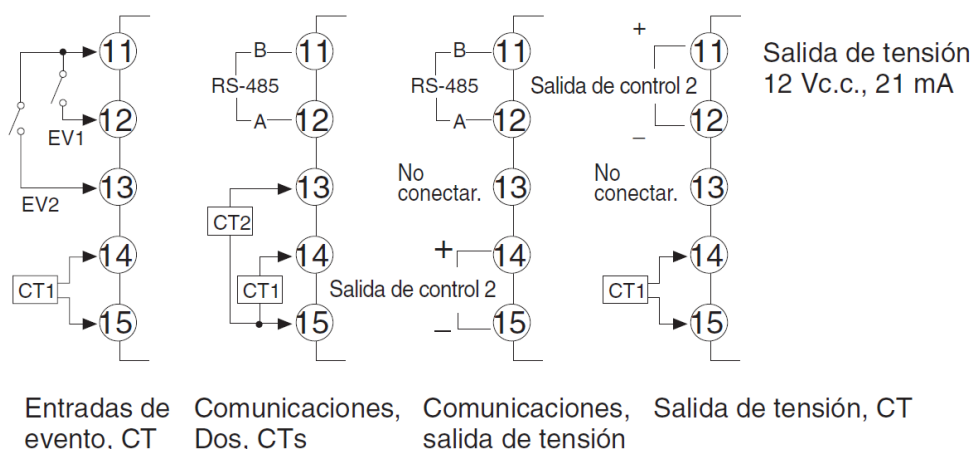 11
B
RS-485
A
12
EV1
13
EV2
14
CT1
15
Entradas de
evento, CT
B
11
RS-485
A
12
13
CT2
14
CT1
15
Comunicaciones,
Dos, CTs
B
11
RS-485
A
12
No
conectar.
13
+
14
Salida de control 2
–
15
Comunicaciones,
salida de tensión
+
11
Salida de control 2
12
–
No
conectar.
13
14
CT1
15
Salida de tensión, CT
Salida de tensión
12 Vc.c., 21 mA